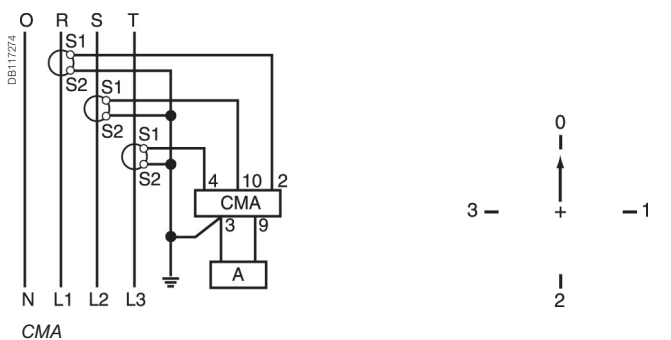 O R S T
DB117274
S1
S2
S1
S2
S1
S2
4 10 2
CMA
3 9
A
N L1 L2 L3
CMA
0
3 1
2